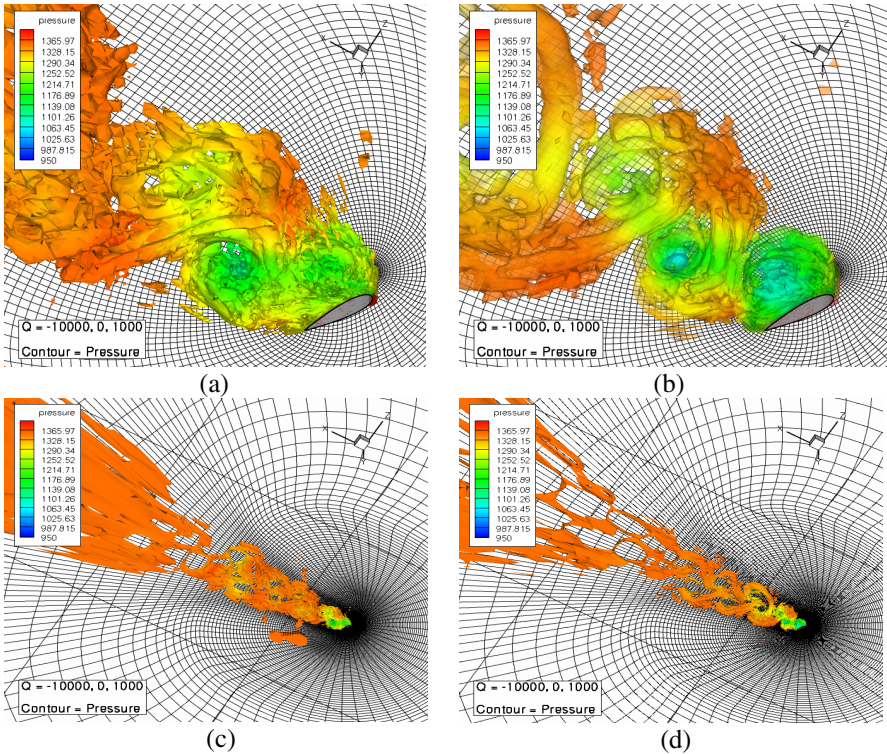 pressure
1365.97
1328.15
1290.34
1252.52
1214.71
1176.89
1139.08
1101.26
1063.45
1025.63
987.815
950
X
Z
Y
Q = -10000, 0, 1000
Contour = Pressure
(a)
pressure
1365.97
1328.15
1290.34
1252.52
1214.71
1176.89
1139.08
1101.26
1063.45
1025.63
987.815
950
X
Z
Y
Q = -10000, 0, 1000
Contour = Pressure
(b)
pressure
1365.97
1328.15
1290.34
1252.52
1214.71
1176.89
1139.08
1101.26
1063.45
1025.63
987.815
950
X
Z
Y
Q = -10000, 0, 1000
Contour = Pressure
(c)
pressure
1365.97
1328.15
1290.34
1252.52
1214.71
1176.89
1139.08
1101.26
1063.45
1025.63
987.815
950
X
Z
Y
Q = -10000, 0, 1000
Contour = Pressure
(d)